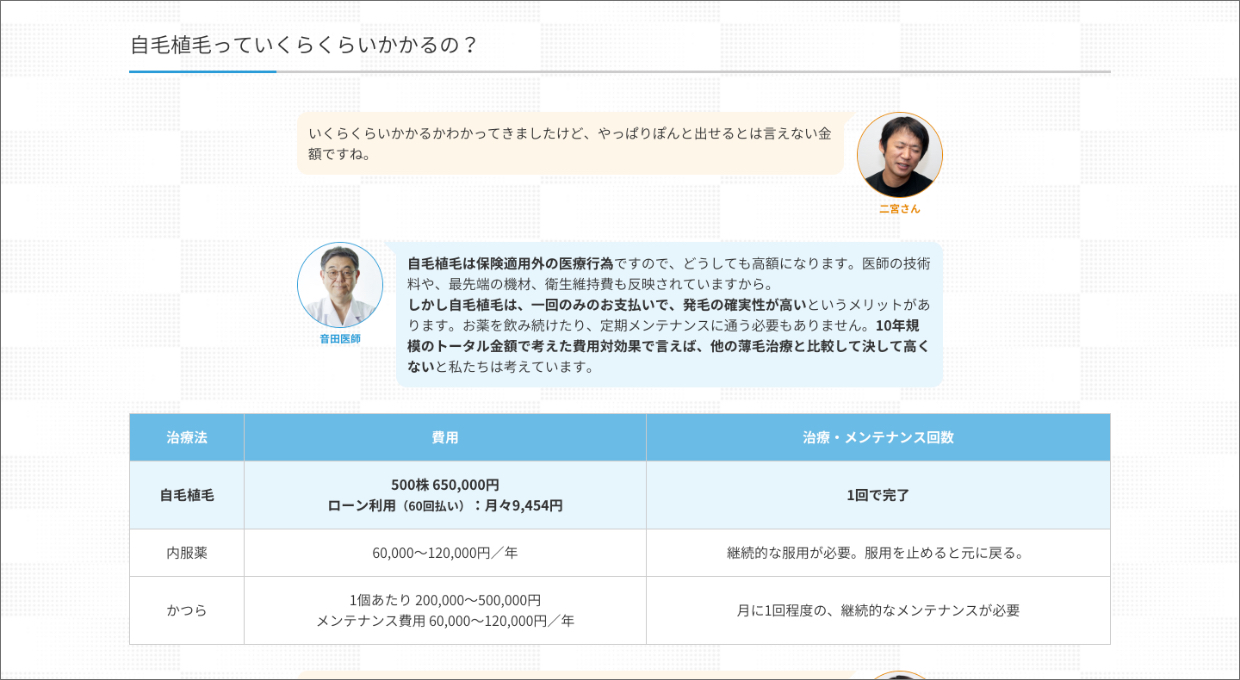 自毛植毛っていくらくらいかかるの？
いくらくらいかかるかわかってきましたけど、やっぱりぽんと出せるとは言えない金
額ですね。
二宮さん
自毛植毛は保険適用外の医療行為ですので、どうしても高額になります。医師の技術
料や、最先端の機材、衛生維持費も反映されていますから。
しかし自毛植毛は、一回のみのお支払いで、発毛の確実性が高いというメリットがあ
ります。お薬を飲み続けたり、定期メンテナンスに通う必要もありません。10年規
模のトータル金額で考えた費用対効果で言えば、他の薄毛治療と比較して決して高く
ないと私たちは考えています。
音田医師
治療法 費用 治療・メンテナンス回数
自毛植毛 500株 650,000円 1回で完了
ローン利用（60回払い）：月々9,454円
内服薬 60,000〜120,000円／年 継続的な服用が必要。服用を止めると元に戻る。
かつら 1個あたり 200,000〜500,000円 月に1回程度の、継続的なメンテナンスが必要
メンテナンス費用 60,000〜120,000円／年